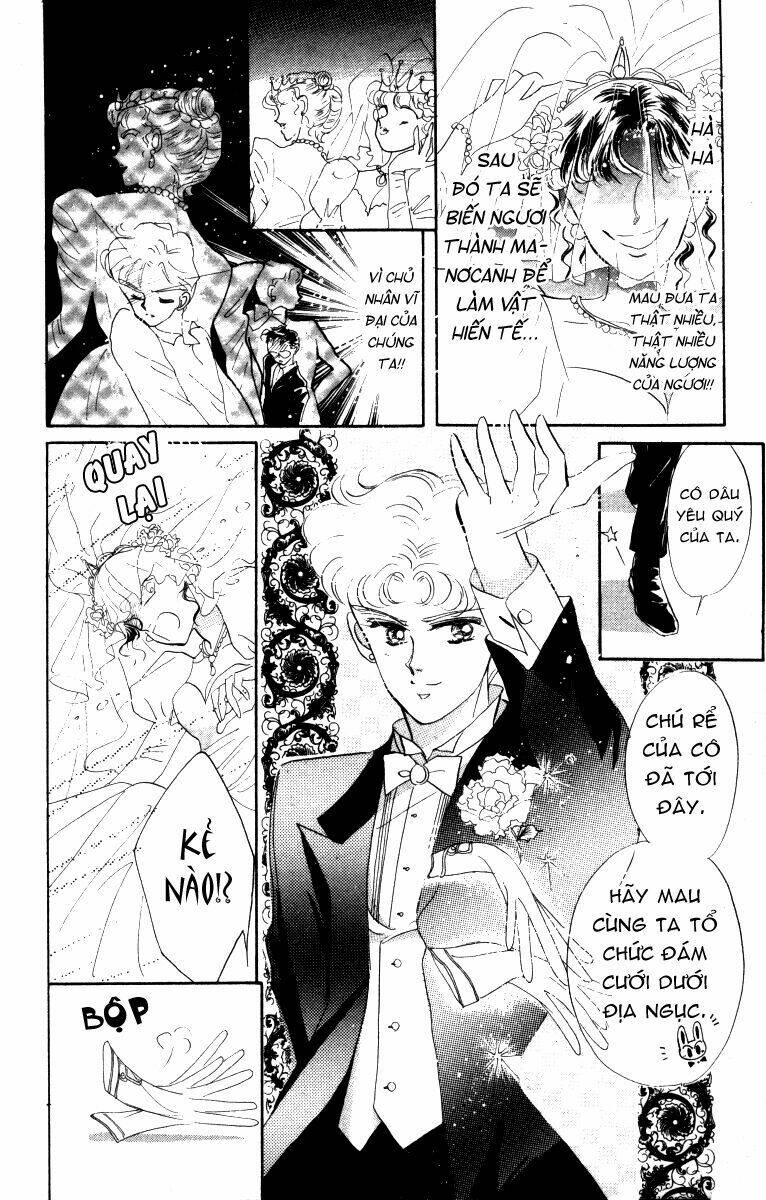 HÀ
HÀ
....
SAU
ĐÓ TA SẼ
BIẾN NGƯƠI
THÀNH MA-
NƠCANH ĐỂ
LÀM VẬT
HIẾN TẾ...
MAU ĐƯA TA
THẬT NHIỀU,
THẬT NHIỀU
NĂNG LƯỢNG
CỦA NGƯƠI!!
VÌ CHỦ
NHÂN VĨ
ĐẠI CỦA
CHÚNG
TA!!
CÔ DÂU
YÊU QUÝ
CỦA TA.
CHÚ RỂ
CỦA CÔ
ĐÃ TỚI
ĐÂY.
HÃY MAU
CÙNG TA TỔ
CHỨC ĐÁM
CƯỚI DƯỚI
ĐỊA NGỤC.
QUAY
LẠI
KẺ
NÀO!?
BỘP